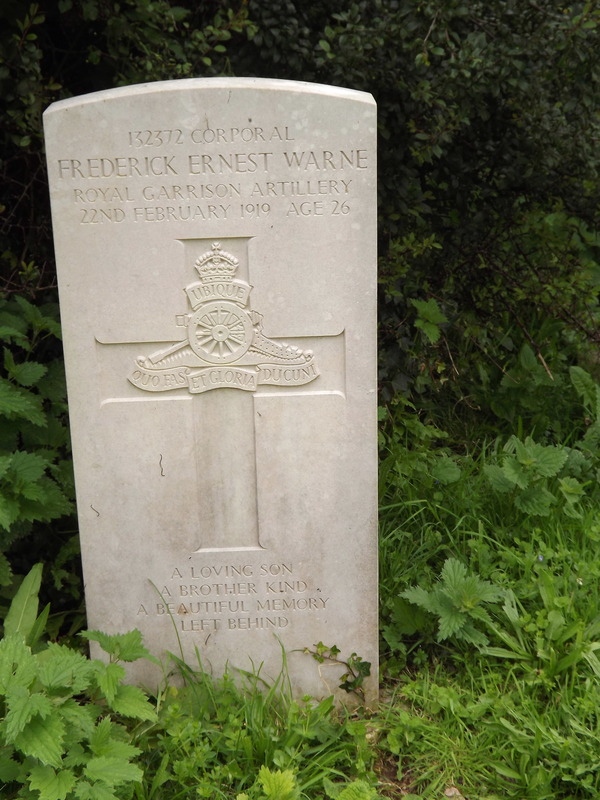 132372 CORPORAL
FREDERICK ERNEST WARNE
ROYAL GARRISON ARTILLERY
22ND FEBRUARY 1919 AGE 26
UBIQUE
QUO FAS ET GLORIA DUCUNT
A LOVING SON
A BROTHER KIND
A BEAUTIFUL MEMORY
LEFT BEHIND